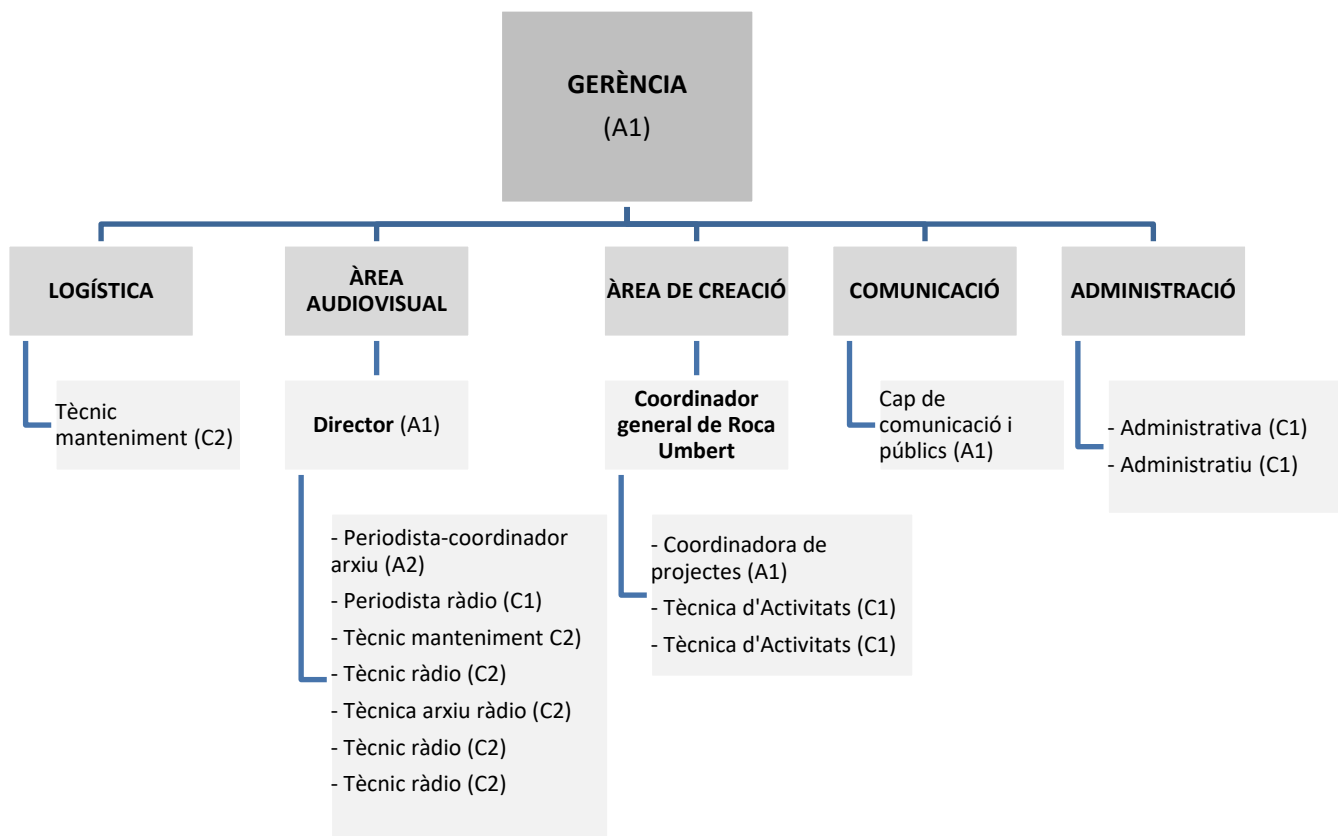 GERÈNCIA
(A1)
LOGÍSTICA
ÀREA
AUDIOVISUAL
ÀREA DE CREACIÓ
COMUNICACIÓ
ADMINISTRACIÓ
Tècnic
manteniment (C2)
Director (A1)
Coordinador
general de Roca
Umbert
Cap de
comunicació i
públics (A1)
- Administrativa (C1)
- Administratiu (C1)
- Periodista-coordinador
arxiu (A2)
- Periodista ràdio (C1)
- Tècnic manteniment C2)
- Tècnic ràdio (C2)
- Tècnica arxiu ràdio (C2)
- Tècnic ràdio (C2)
- Tècnic ràdio (C2)
- Coordinadora de
projectes (A1)
- Tècnica d'Activitats (C1)
- Tècnica d'Activitats (C1)